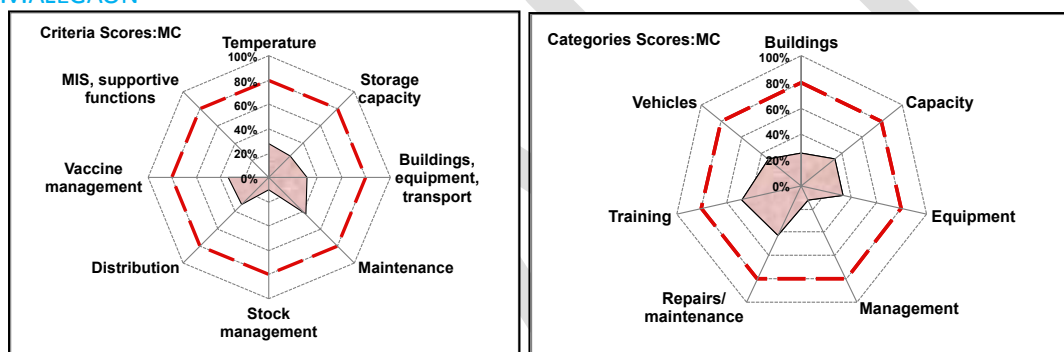 MALEGAON
Criteria Scores:MC
Temperature
100%
80%
60%
40%
20%
0%
Storage
capacity
Buildings,
equipment,
transport
Maintenance
Stock
management
Distribution
Vaccine
management
MIS, supportive
functions
Categories Scores:MC
Buildings
100%
80%
60%
40%
20%
0%
Capacity
Equipment
Management
Repairs/
maintenance
Training
Vehicles